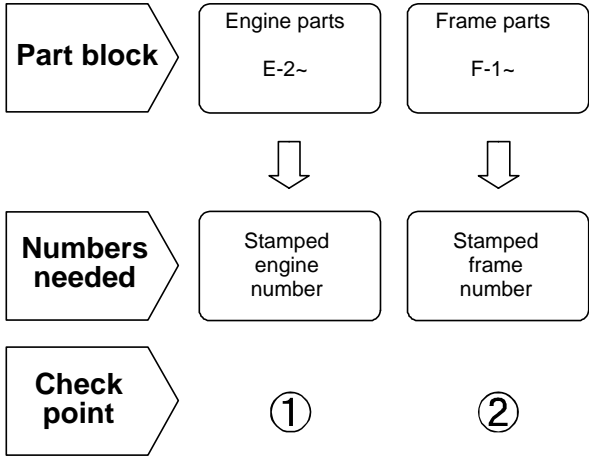 Part block
Engine parts
E-2~
Frame parts
F-1~
Numbers
needed
Stamped
engine
number
Stamped
frame
number
Check
point
①
②